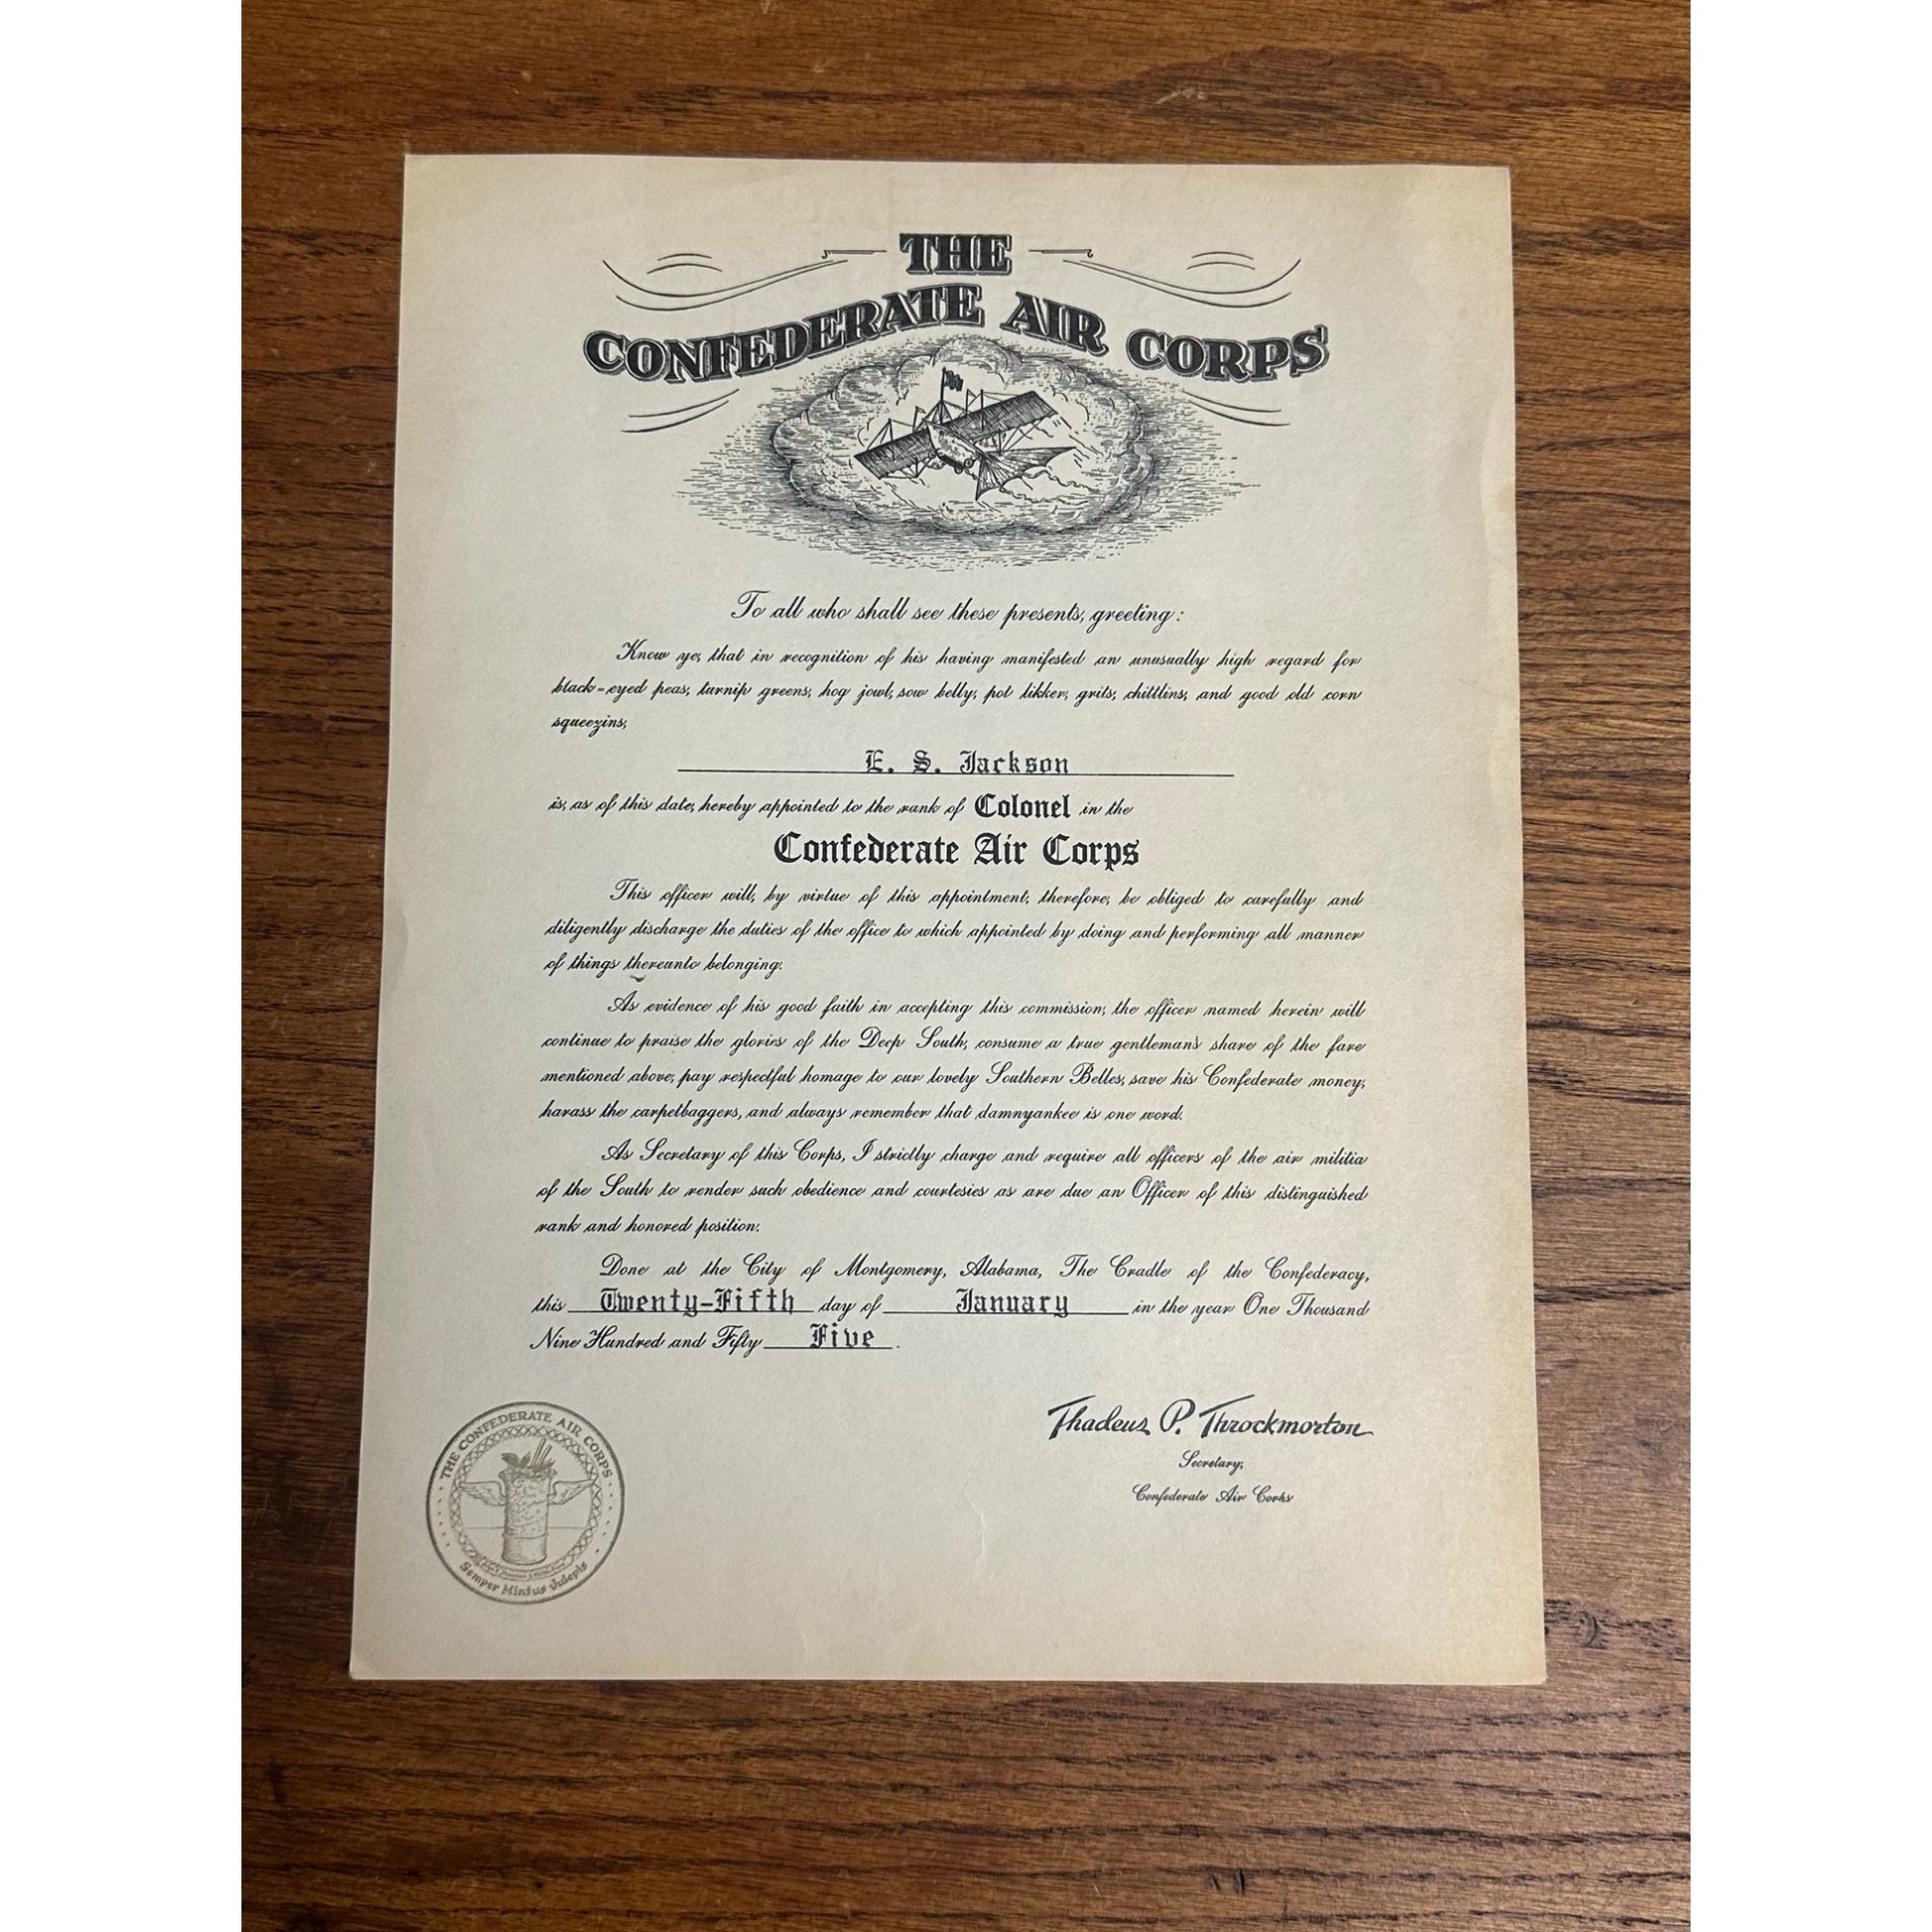 THE
CONFEDERATE AIR CORPS
To all who shall see these presents, greeting:
Know ye, that in recognition of his having manifested an unusually high regard for
black-eyed peas, turnip greens, hog jowl, sow belly, pot likker, grits, chittlins, and good old corn
squeezins,
E. S. Jackson
is, as of this date, hereby appointed to the rank of Colonel in the
Confederate Air Corps
This officer will, by virtue of this appointment, therefore, be obliged to carefully and
diligently discharge the duties of the office to which appointed by doing and performing all manner
of things thereunto belonging.
As evidence of his good faith in accepting this commission, the officer named herein will
continue to praise the glories of the Deep South, consume a true gentleman's share of the fare
mentioned above, pay respectful homage to our lovely Southern Belles, save his Confederate money,
harass the carpetbaggers, and always remember that damnyankee is one word.
As Secretary of this Corps, I strictly charge and require all officers of the air militia
of the South to render such obedience and courtesies as are due an Officer of this distinguished
rank and honored position.
Done at the City of Montgomery, Alabama, The Cradle of the Confederacy,
this Twenty-Fifth day of January in the year One Thousand
Nine Hundred and Fifty Five.
Thadeus P. Throckmorton
Secretary,
Confederate Air Corps
THE CONFEDERATE AIR CORPS
Semper Mintus Juleps